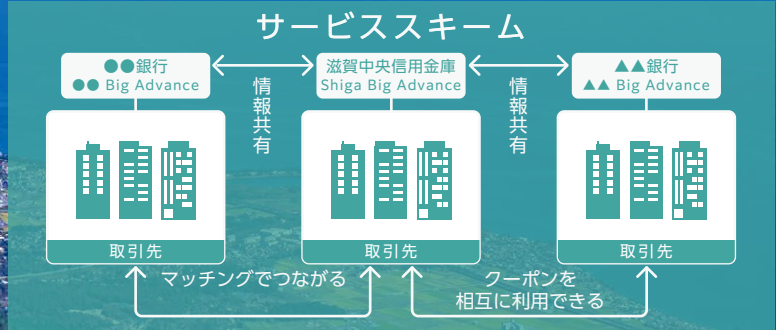 サービススキーム
●●銀行
●● Big Advance
滋賀中央信用金庫
Shiga Big Advance
▲▲銀行
▲▲ Big Advance
情報共有
情報共有
取引先
取引先
取引先
マッチングでつながる
クーポンを
相互に利用できる